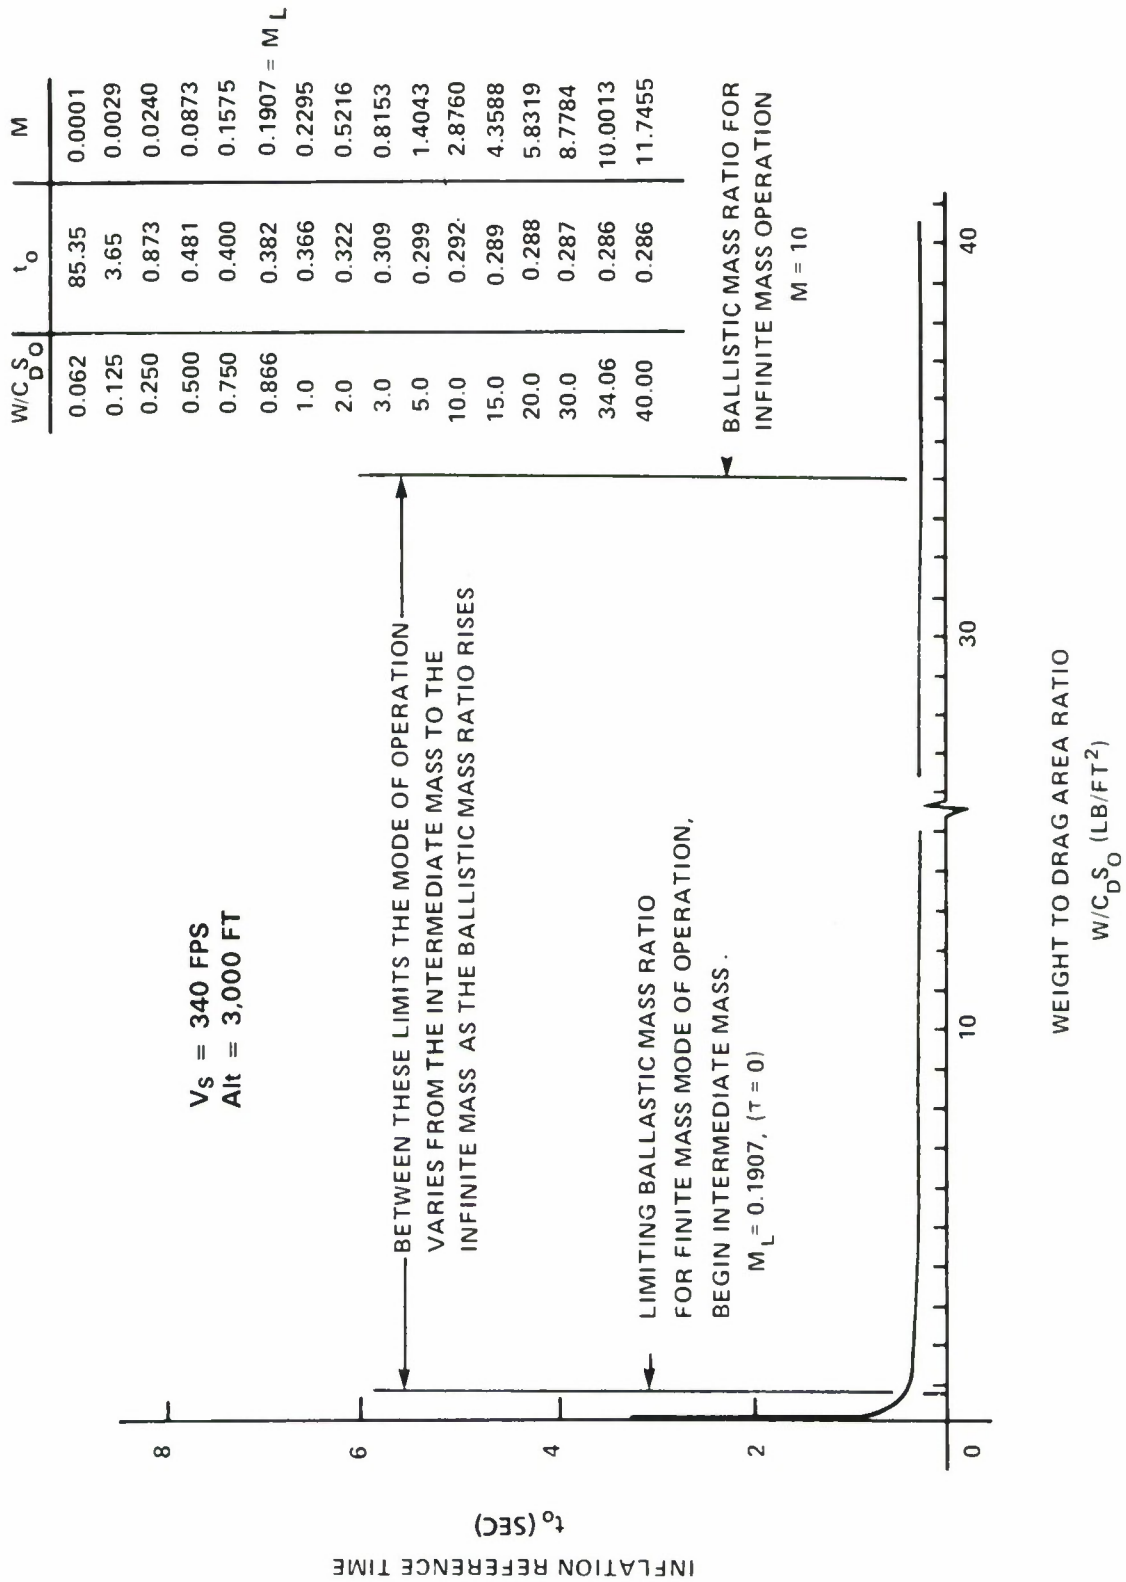 W/C_D S_O t_o M
0.062 85.35 0.0001
0.125 3.65 0.0029
0.250 0.873 0.0240
0.500 0.481 0.0873
0.750 0.400 0.1575
0.866 0.382 0.1907 = M_L
1.0 0.366 0.2295
2.0 0.322 0.5216
3.0 0.309 0.8153
5.0 0.299 1.4043
10.0 0.292 2.8760
15.0 0.289 4.3588
20.0 0.288 5.8319
30.0 0.287 8.7784
34.06 0.286 10.0013
40.00 0.286 11.7455
Vs = 340 FPS
Alt = 3,000 FT
BETWEEN THESE LIMITS THE MODE OF OPERATION
VARIES FROM THE INTERMEDIATE MASS TO THE
INFINITE MASS AS THE BALLISTIC MASS RATIO RISES
LIMITING BALLASTIC MASS RATIO
FOR FINITE MASS MODE OF OPERATION,
BEGIN INTERMEDIATE MASS.
M_L = 0.1907, (τ = 0)
BALLISTIC MASS RATIO FOR
INFINITE MASS OPERATION
M = 10
INFLATION REFERENCE TIME
t_o (SEC)
8
6
4
2
0
10
30
40
WEIGHT TO DRAG AREA RATIO
W/C_D S_O (LB/FT²)